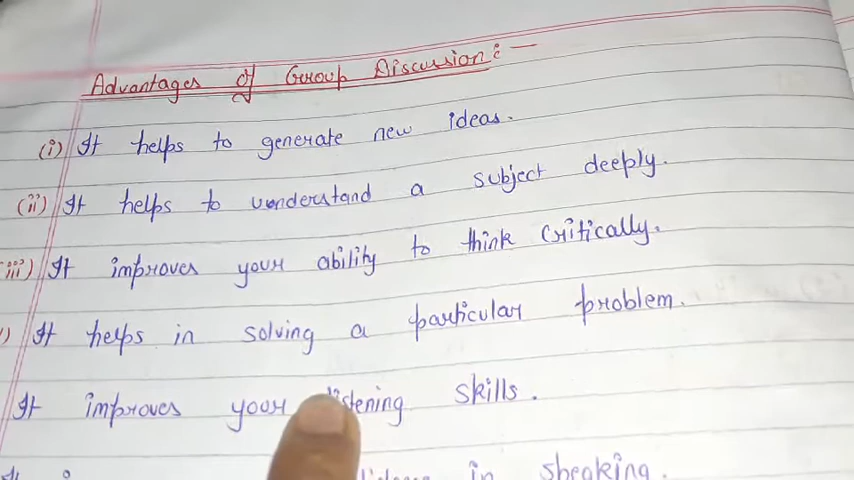 Advantages of Group Discussion :-
(i) It helps to generate new ideas.
(ii) It helps to understand a subject deeply.
iii) It improves your ability to think critically.
) It helps in solving a particular problem.
It improves your listening skills.
in speaking.